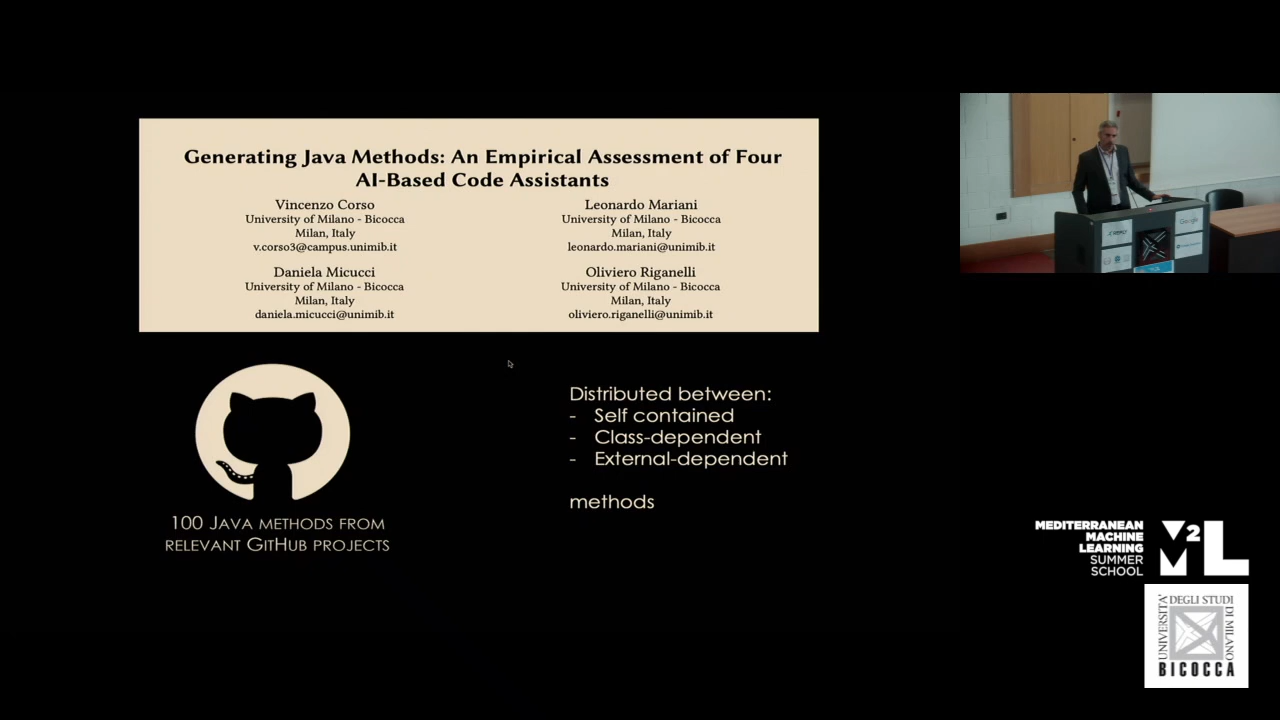 Generating Java Methods: An Empirical Assessment of Four
AI-Based Code Assistants
Vincenzo Corso
University of Milano - Bicocca
Milan, Italy
v.corso3@campus.unimib.it
Leonardo Mariani
University of Milano - Bicocca
Milan, Italy
leonardo.mariani@unimib.it
Daniela Micucci
University of Milano - Bicocca
Milan, Italy
daniela.micucci@unimib.it
Oliviero Riganelli
University of Milano - Bicocca
Milan, Italy
oliviero.riganelli@unimib.it
100 JAVA METHODS FROM
RELEVANT GITHUB PROJECTS
Distributed between:
- Self contained
- Class-dependent
- External-dependent
methods
Google
MEDITERRANEAN
MACHINE
LEARNING
SUMMER
SCHOOL
M2L
UNIVERSITA'
DEGLI STUDI
DI MILANO
BICOCCA